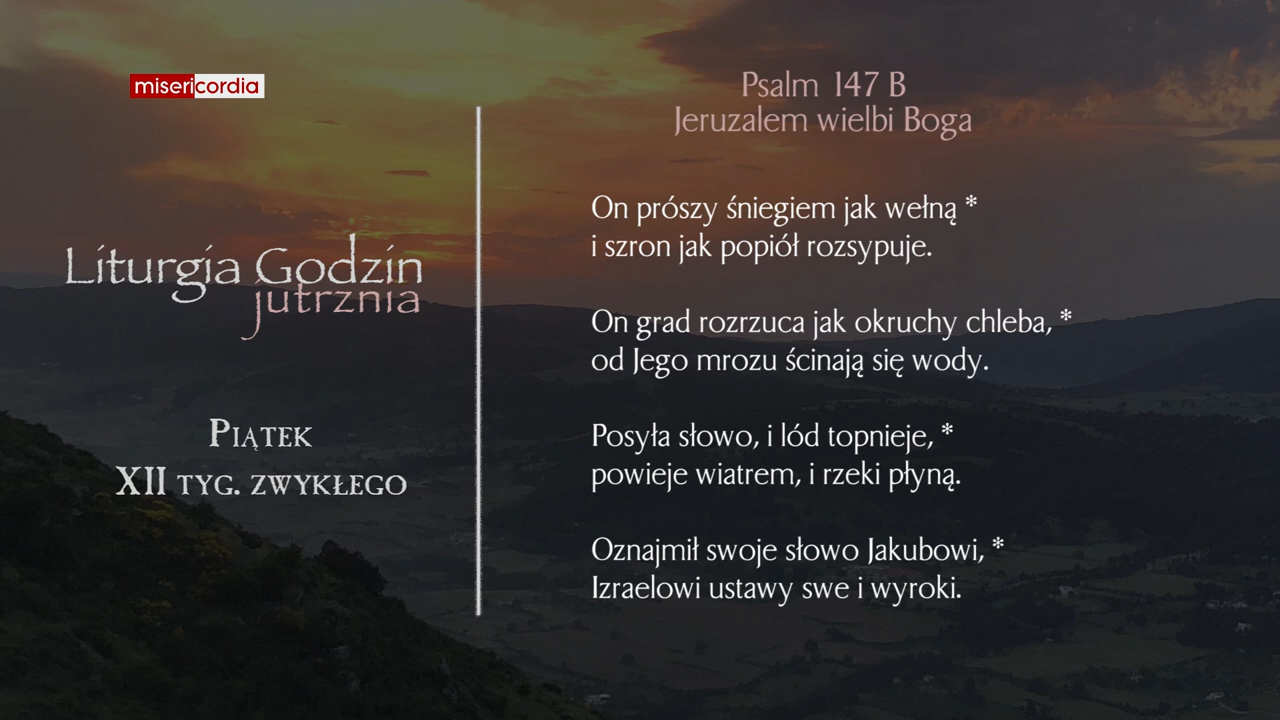 misericordia
Liturgia Godzin
jutrznia
Piątek
XII tyg. zwykłego
Psalm 147 B
Jeruzalem wielbi Boga
On prószy śniegiem jak wełną *
i szron jak popiół rozsypuje.
On grad rozrzuca jak okruchy chleba, *
od Jego mrozu ścinają się wody.
Posyła słowo, i lód topnieje, *
powieje wiatrem, i rzeki płyną.
Oznajmił swoje słowo Jakubowi, *
Izraelowi ustawy swe i wyroki.